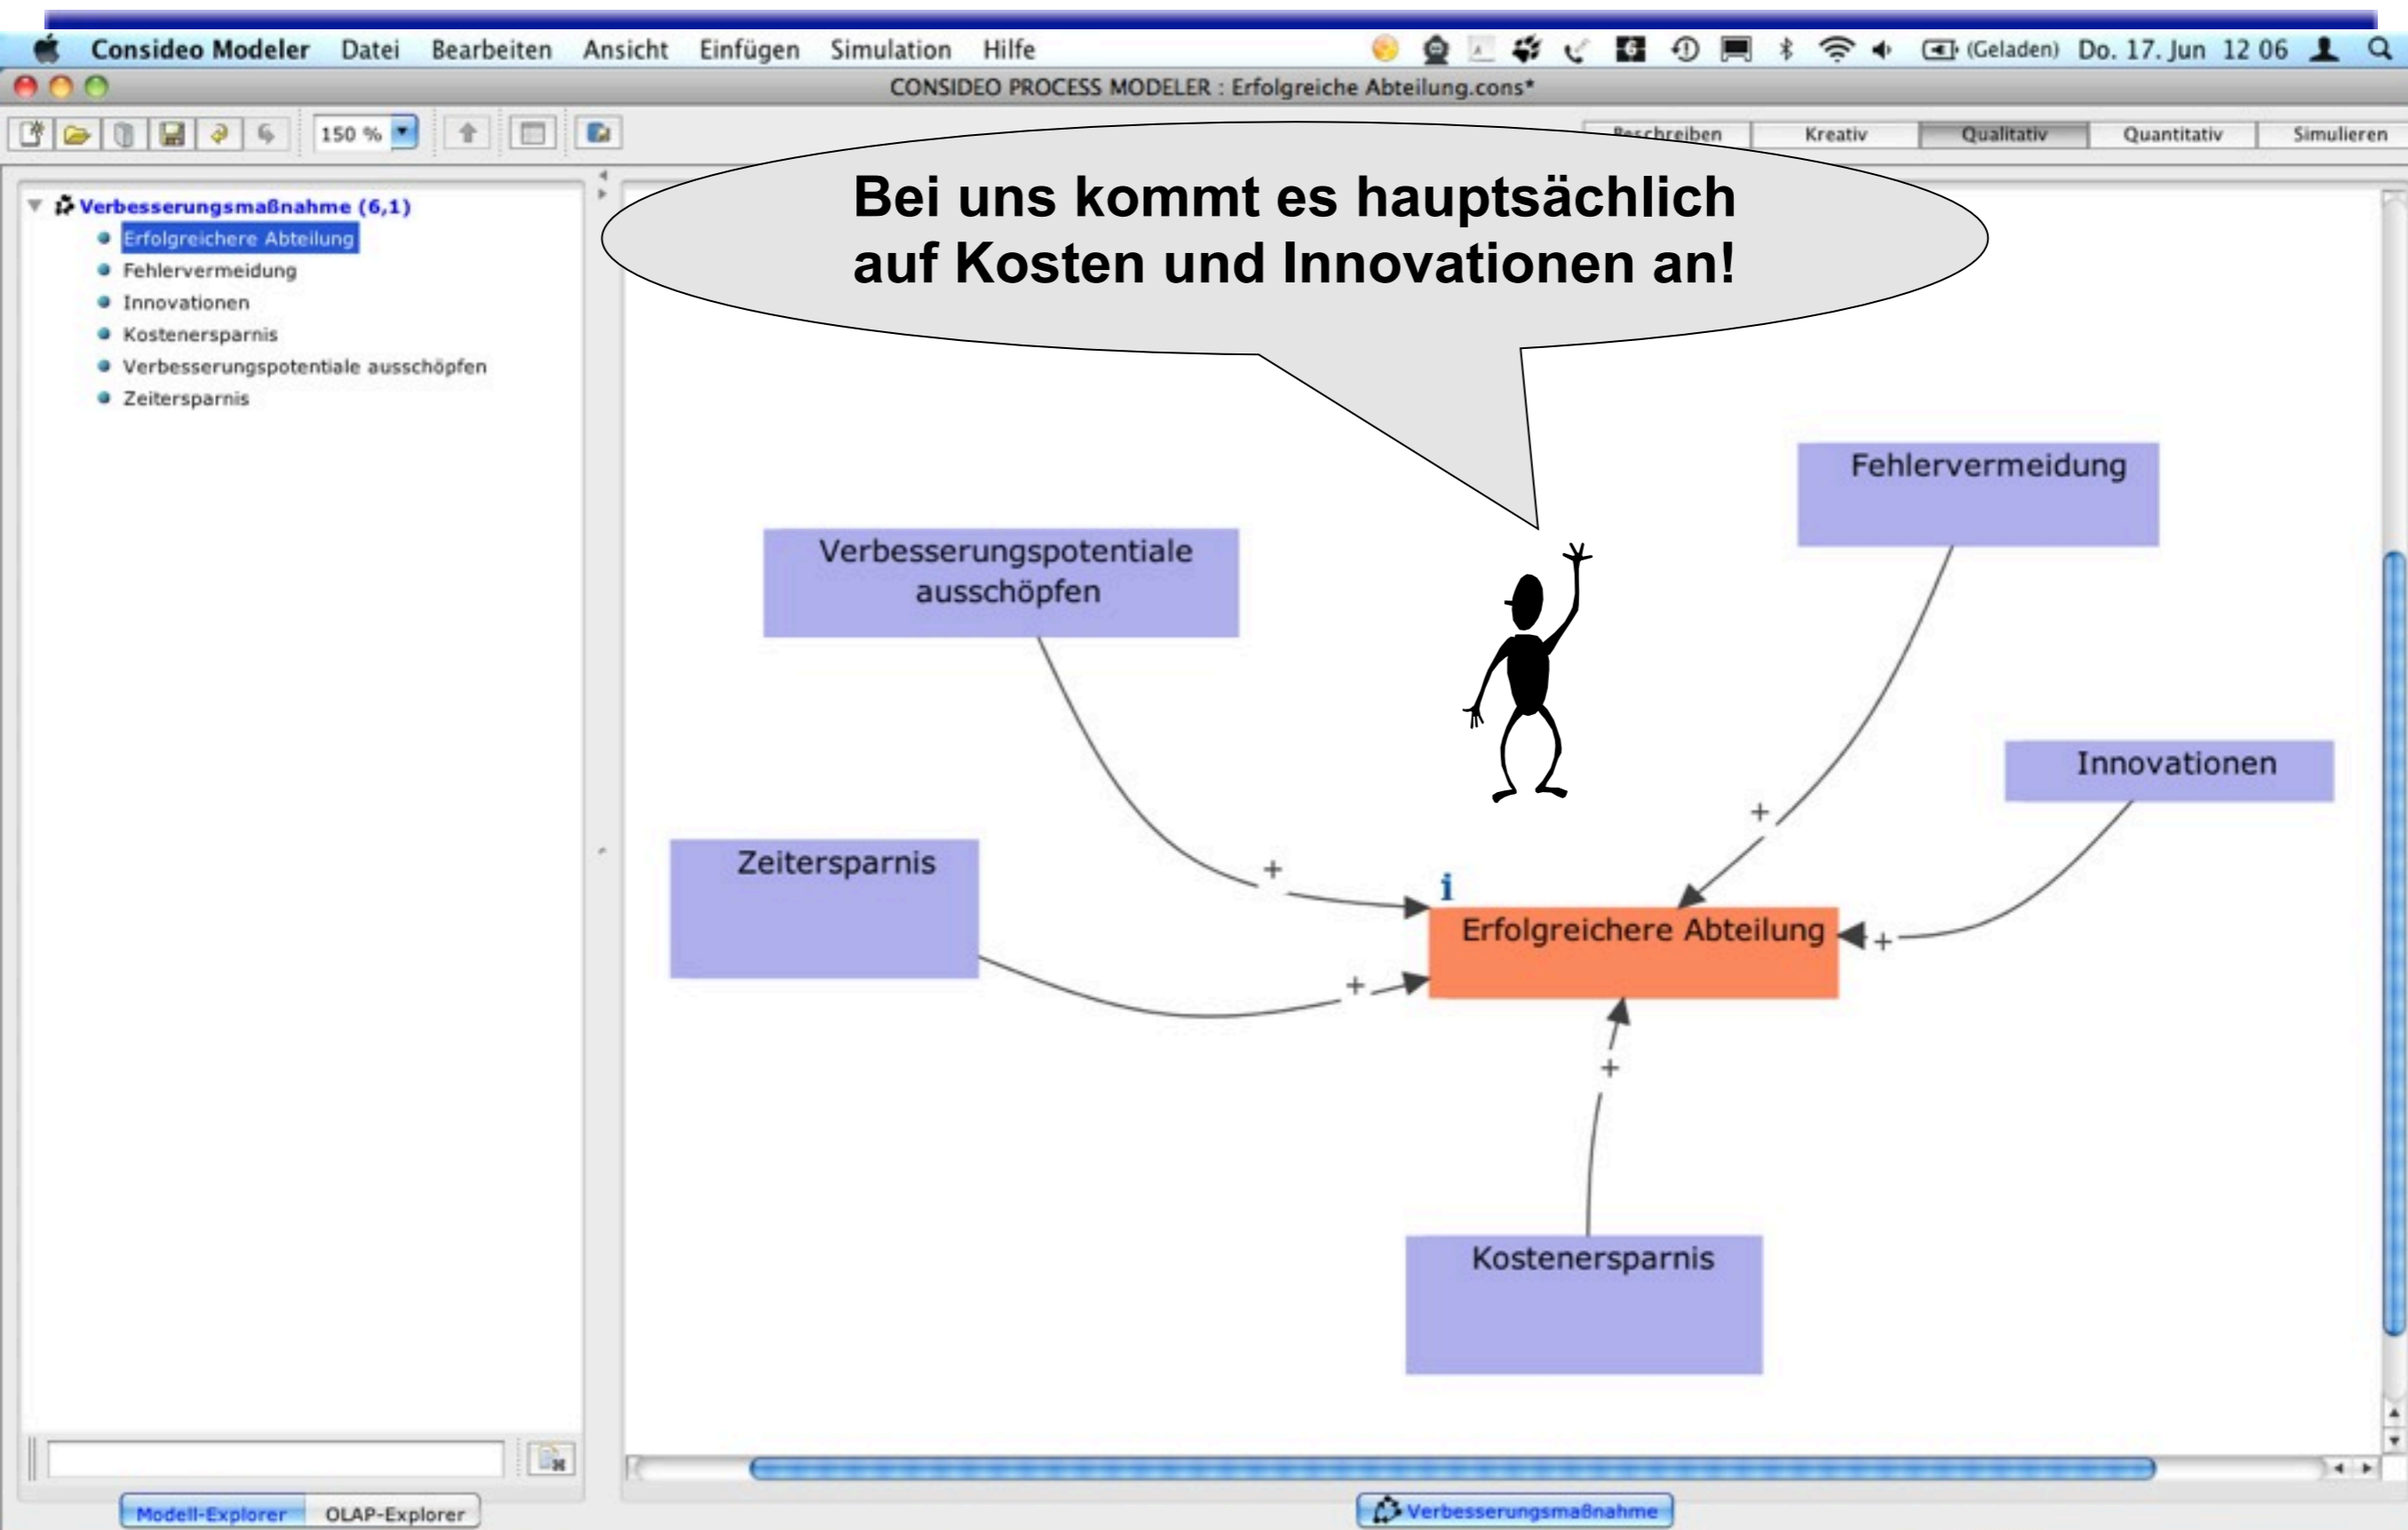 Consideo Modeler Datei Bearbeiten Ansicht Einfügen Simulation Hilfe (Geladen) Do. 17. Jun 12 06
CONSIDEO PROCESS MODELER : Erfolgreiche Abteilung.cons*
150 % Beschreiben Kreativ Qualitativ Quantitativ Simulieren
Verbesserungsmaßnahme (6,1)
Erfolgreichere Abteilung
Fehlervermeidung
Innovationen
Kostenersparnis
Verbesserungspotentiale ausschöpfen
Zeitersparnis
Bei uns kommt es hauptsächlich
auf Kosten und Innovationen an!
Fehlervermeidung
Verbesserungspotentiale
ausschöpfen
Innovationen
+
Zeitersparnis
+
i
Erfolgreichere Abteilung
+
+
+
Kostenersparnis
Modell-Explorer OLAP-Explorer
Verbesserungsmaßnahme